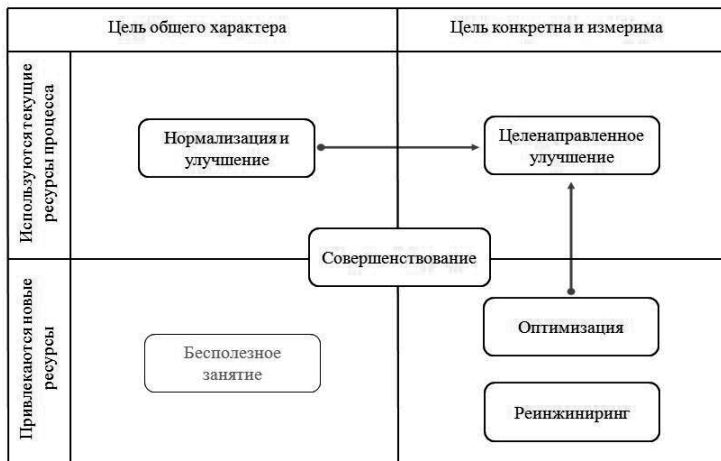 Цель общего характера
Цель конкретна и измерима
Используются текущие
ресурсы процесса
Нормализация и
улучшение
Целенаправленное
улучшение
Совершенствование
Привлекаются новые
ресурсы
Бесполезное
занятие
Оптимизация
Реинжиниринг